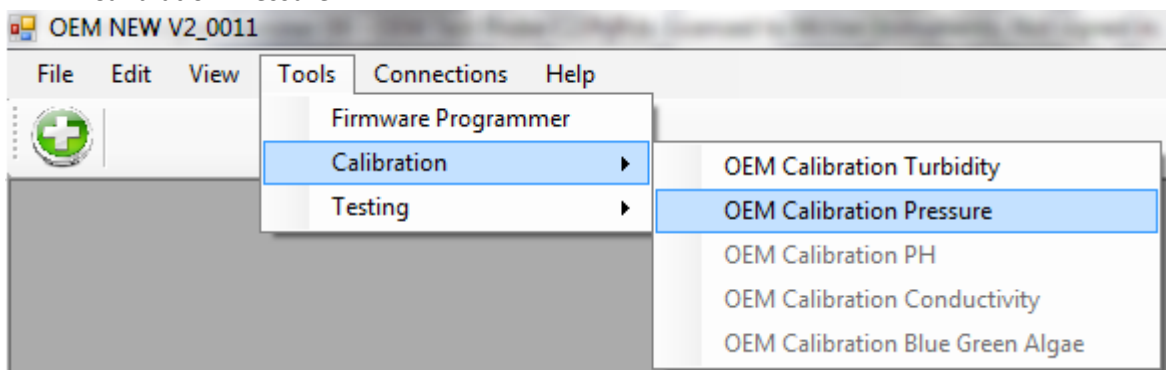 OEM NEW V2_0011
File Edit View Tools Connections Help
Firmware Programmer
Calibration
OEM Calibration Turbidity
Testing
OEM Calibration Pressure
OEM Calibration PH
OEM Calibration Conductivity
OEM Calibration Blue Green Algae